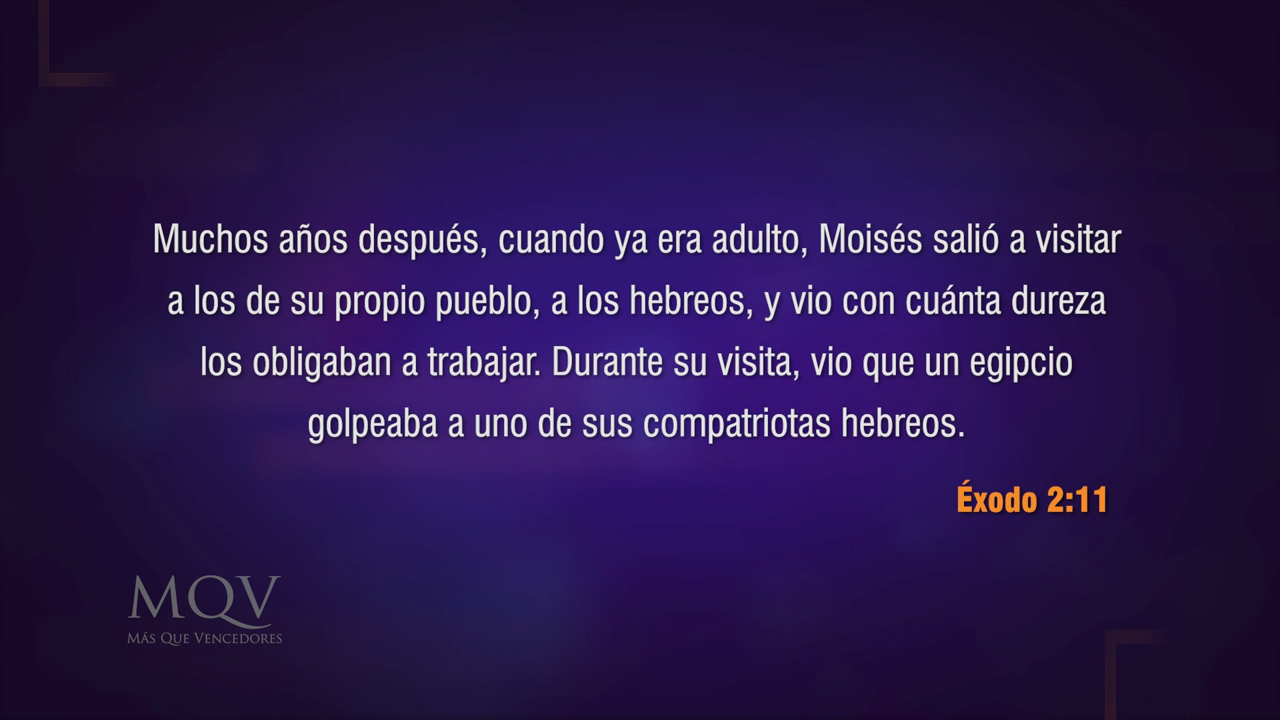 Muchos años después, cuando ya era adulto, Moisés salió a visitar
a los de su propio pueblo, a los hebreos, y vio con cuánta dureza
los obligaban a trabajar. Durante su visita, vio que un egipcio
golpeaba a uno de sus compatriotas hebreos.
Éxodo 2:11
MQV
Más Que Vencedores